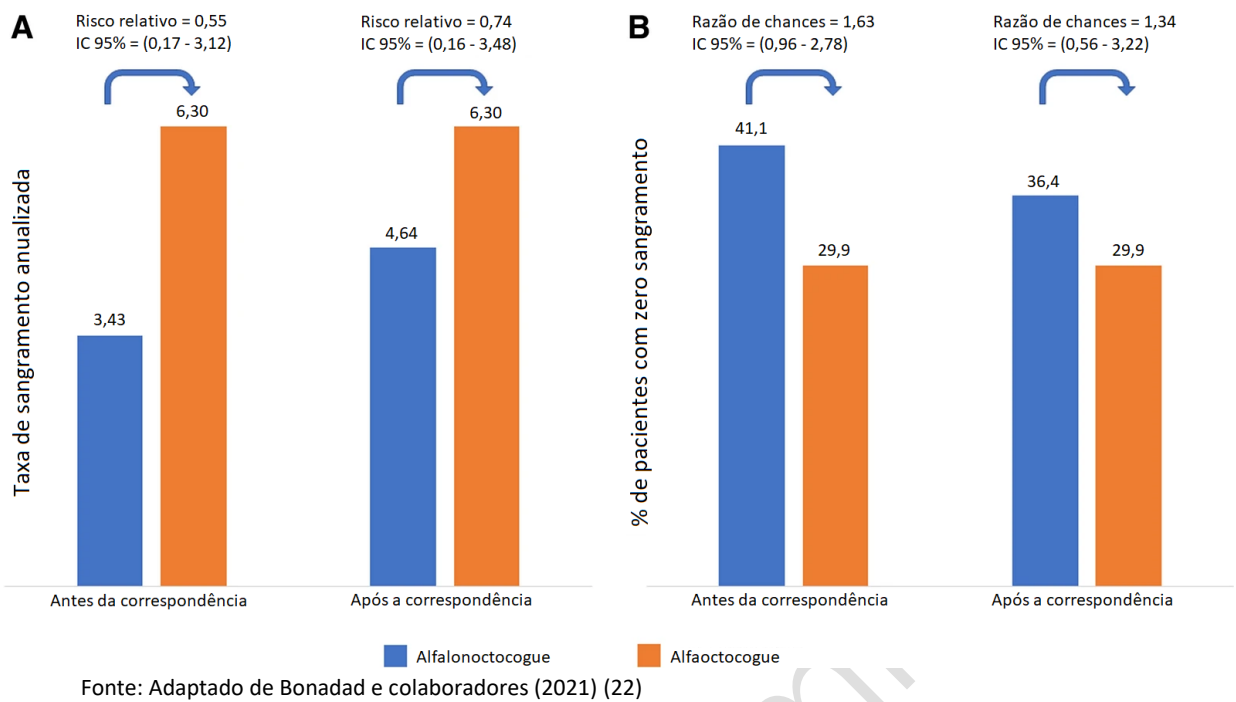 A
Risco relativo = 0,55
IC 95% = (0,17 - 3,12)
Risco relativo = 0,74
IC 95% = (0,16 - 3,48)
Taxa de sangramento anualizada
3,43
6,30
4,64
6,30
Antes da correspondência
Após a correspondência
B
Razão de chances = 1,63
IC 95% = (0,96 - 2,78)
Razão de chances = 1,34
IC 95% = (0,56 - 3,22)
% de pacientes com zero sangramento
41,1
29,9
36,4
29,9
Antes da correspondência
Após a correspondência
Alfalonoctocogue
Alfaoctocogue
Fonte: Adaptado de Bonadad e colaboradores (2021) (22)